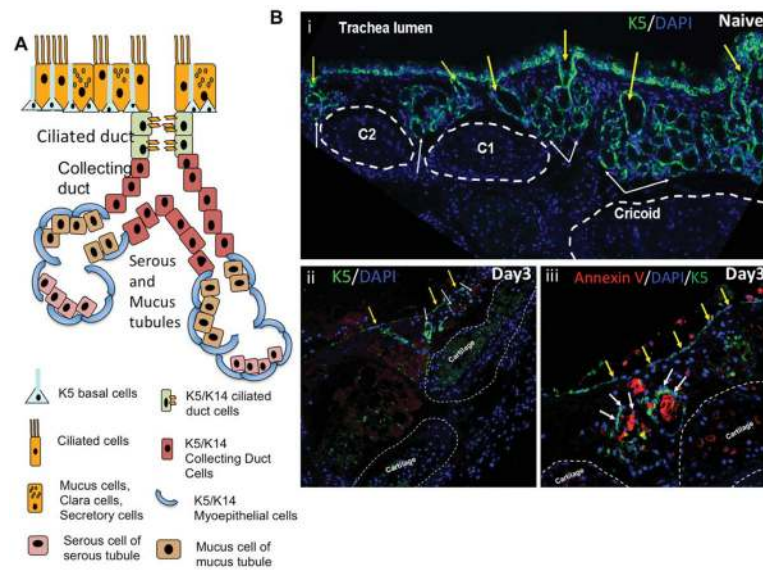 A
Ciliated duct
Collecting
duct
Serous
and
Mucus
tubules
K5 basal cells
K5/K14 ciliated
duct cells
Ciliated cells
K5/K14
Collecting Duct
Cells
Mucus cells,
Clara cells,
Secretory cells
K5/K14
Myoepithelial cells
Serous cell of
serous tubule
Mucus cell of
mucus tubule
B
i
Trachea lumen
K5/DAPI
Naive
C2
C1
Cricoid
ii
K5/DAPI
Day3
Cartilage
Cartilage
iii
Annexin V/DAPI/K5
Day3
Cartilage
Cartilage